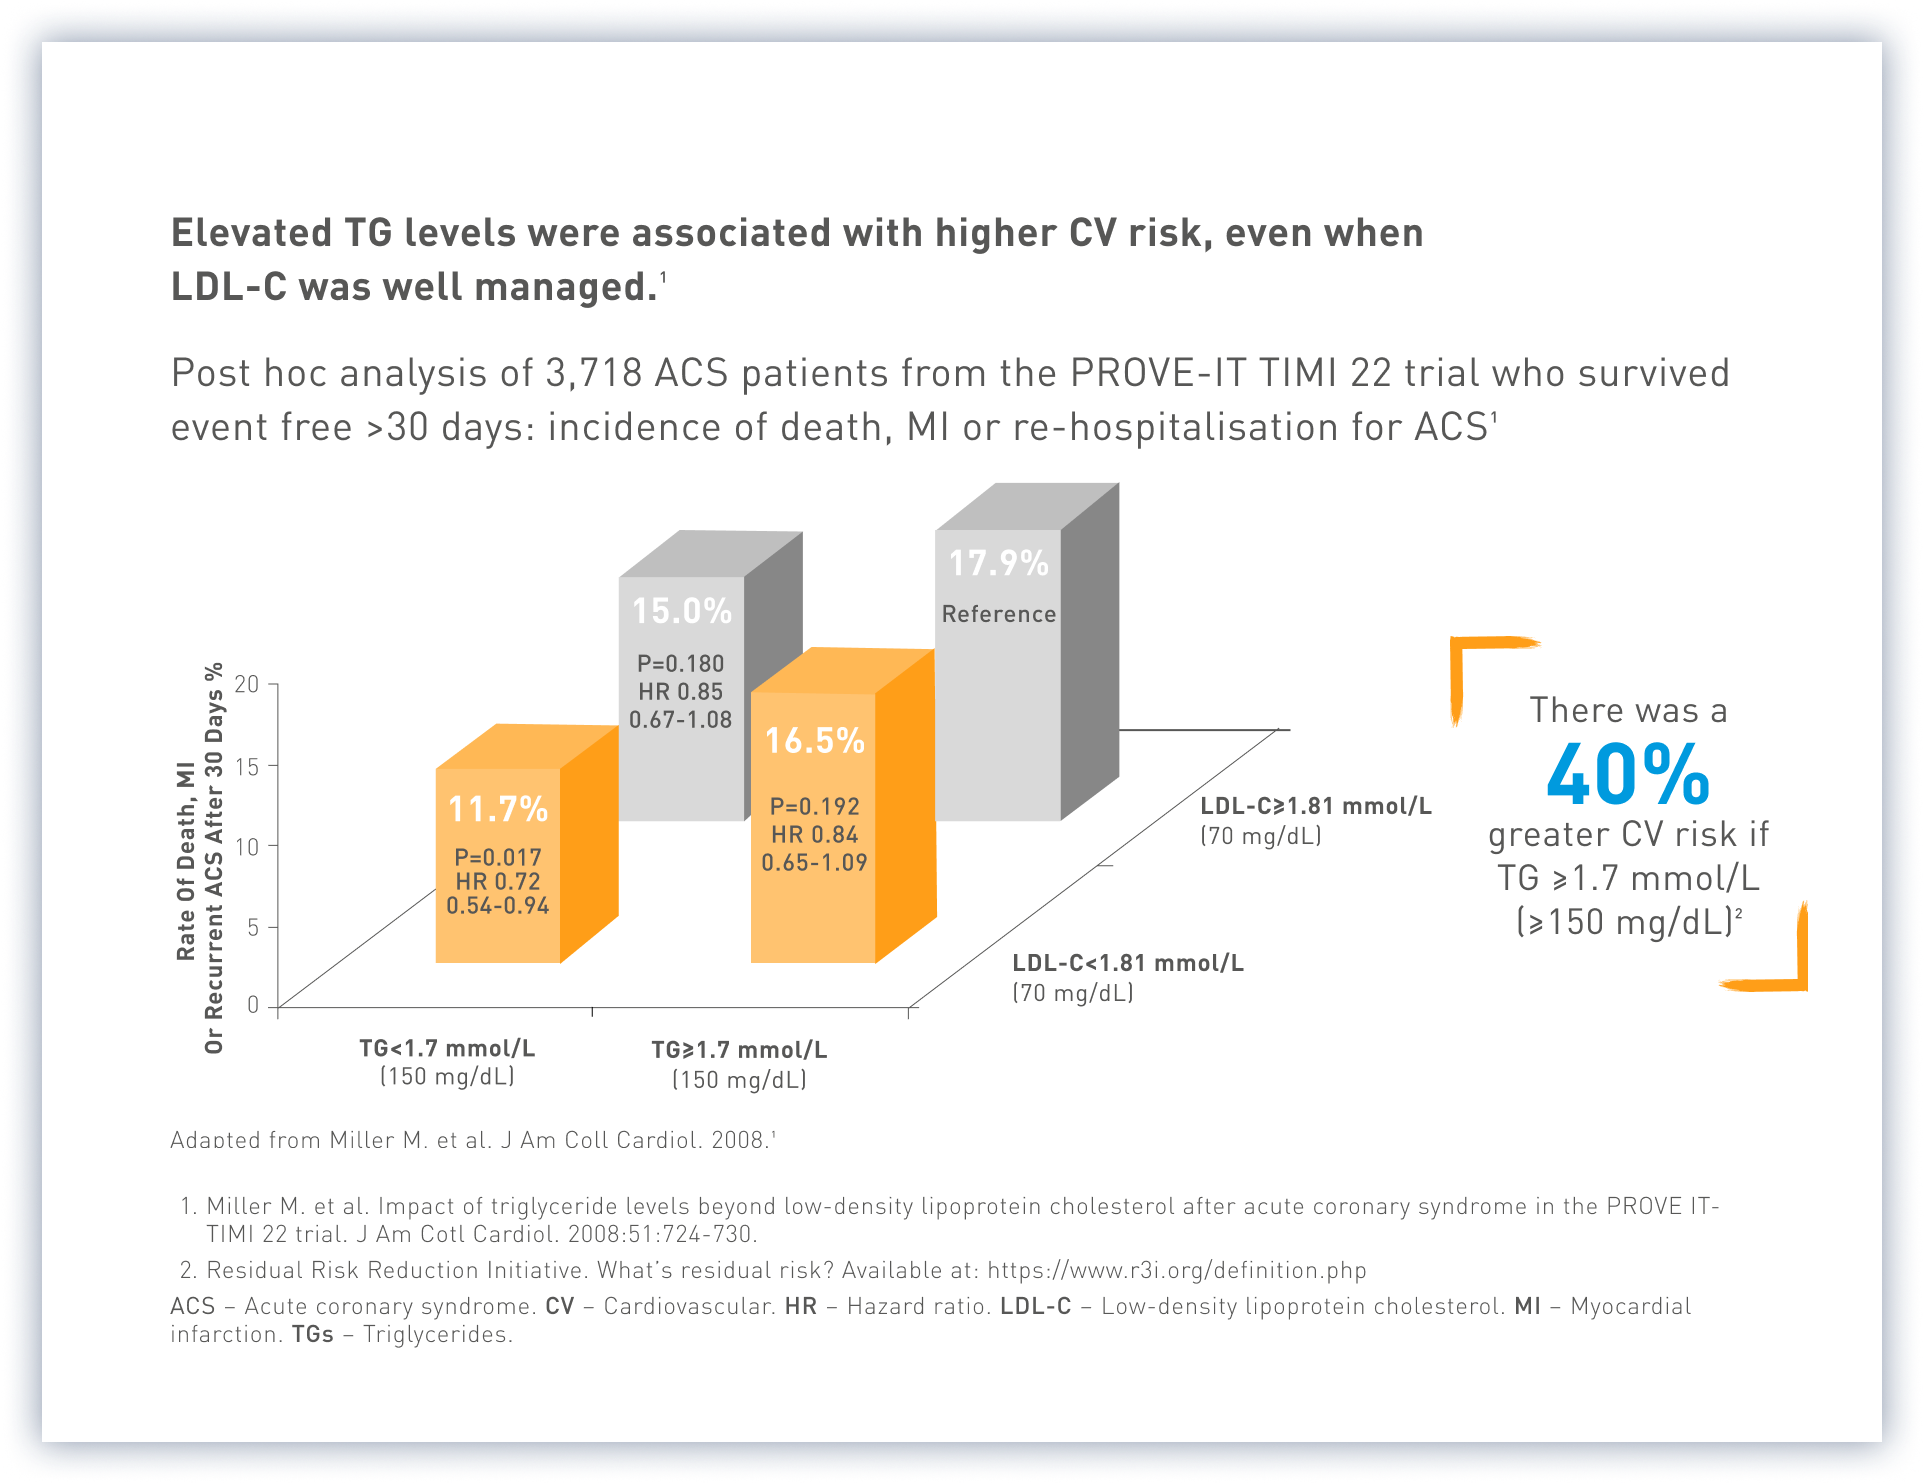 Elevated TG levels were associated with higher CV risk, even when
LDL-C was well managed.¹
Post hoc analysis of 3,718 ACS patients from the PROVE-IT TIMI 22 trial who survived
event free >30 days: incidence of death, MI or re-hospitalisation for ACS¹
Rate Of Death, MI
Or Recurrent ACS After 30 Days %
20
15
10
5
0
11.7%
P=0.017
HR 0.72
0.54-0.94
15.0%
P=0.180
HR 0.85
0.67-1.08
16.5%
P=0.192
HR 0.84
0.65-1.09
17.9%
Reference
LDL-C⩾1.81 mmol/L
(70 mg/dL)
LDL-C<1.81 mmol/L
(70 mg/dL)
TG<1.7 mmol/L
(150 mg/dL)
TG⩾1.7 mmol/L
(150 mg/dL)
There was a
40%
greater CV risk if
TG ⩾1.7 mmol/L
(⩾150 mg/dL)²
Adapted from Miller M. et al. J Am Coll Cardiol. 2008.¹
1. Miller M. et al. Impact of triglyceride levels beyond low-density lipoprotein cholesterol after acute coronary syndrome in the PROVE IT-
TIMI 22 trial. J Am Cotl Cardiol. 2008:51:724-730.
2. Residual Risk Reduction Initiative. What's residual risk? Available at: https://www.r3i.org/definition.php
ACS – Acute coronary syndrome. CV – Cardiovascular. HR – Hazard ratio. LDL-C – Low-density lipoprotein cholesterol. MI – Myocardial
infarction. TGs – Triglycerides.